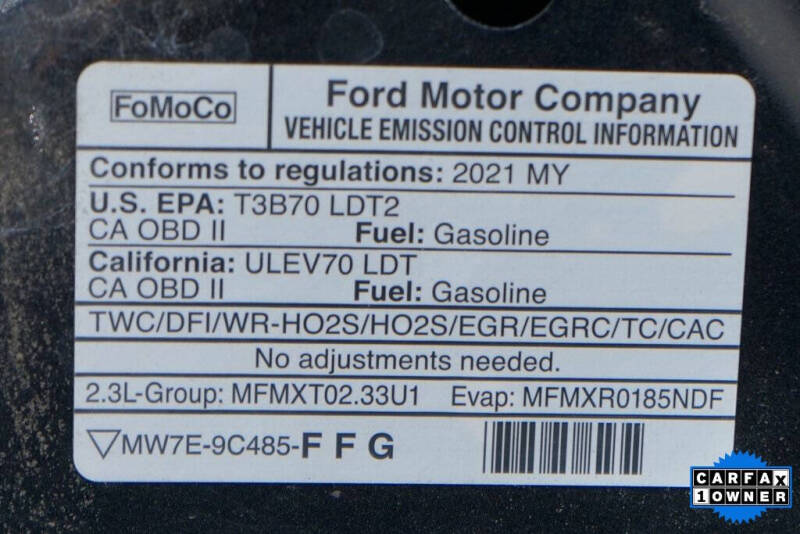 FoMoCo
Ford Motor Company
VEHICLE EMISSION CONTROL INFORMATION
Conforms to regulations: 2021 MY
U.S. EPA: T3B70 LDT2
CA OBD II Fuel: Gasoline
California: ULEV70 LDT
CA OBD II Fuel: Gasoline
TWC/DFI/WR-HO2S/HO2S/EGR/EGRC/TC/CAC
No adjustments needed.
2.3L-Group: MFMXT02.33U1 Evap: MFMXR0185NDF
MW7E-9C485-F F G
CARFAX
1 OWNER